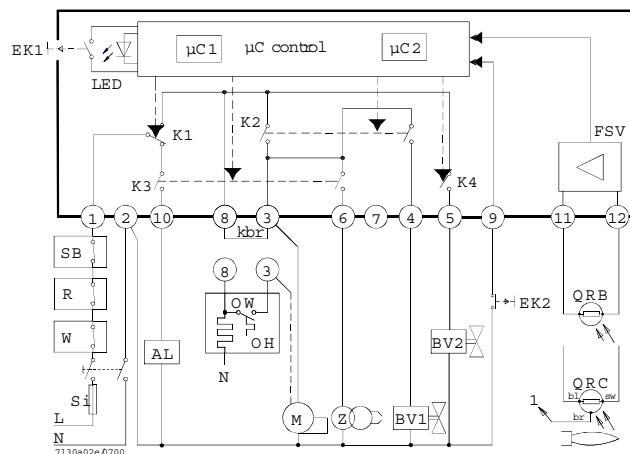 EK1
LED
µC1
µC control
µC2
FSV
K1
K2
K3
K4
1
2
10
8
3
6
7
4
5
9
11
12
kbr
SB
R
W
Si
L
N
AL
8
3
OW
OH
N
M
Z
BV1
BV2
EK2
QRB
QRC
bl
sw
br
1
7130a02e/0700